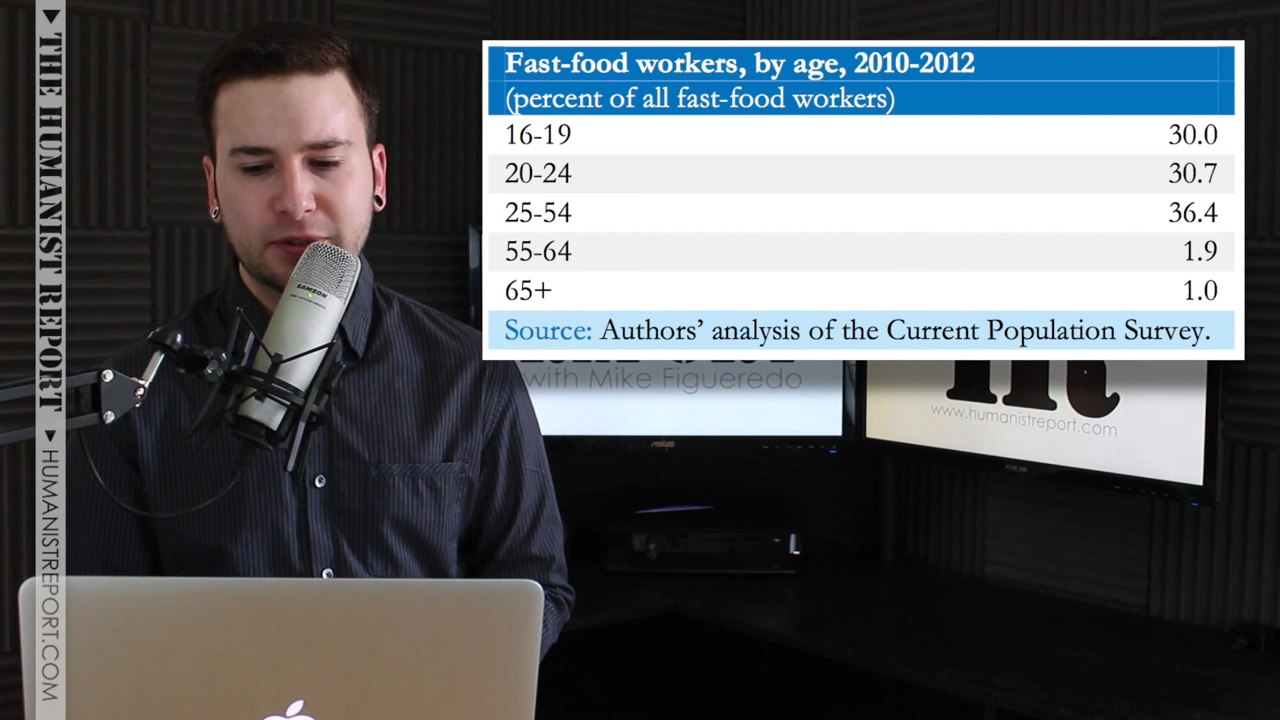 ▶ THE HUMANIST REPORT ▶ HUMANISTREPORT.COM
Fast-food workers, by age, 2010-2012
(percent of all fast-food workers)
16-19 30.0
20-24 30.7
25-54 36.4
55-64 1.9
65+ 1.0
Source: Authors’ analysis of the Current Population Survey.
with Mike Figueredo
www.humanistreport.com
SAMSON